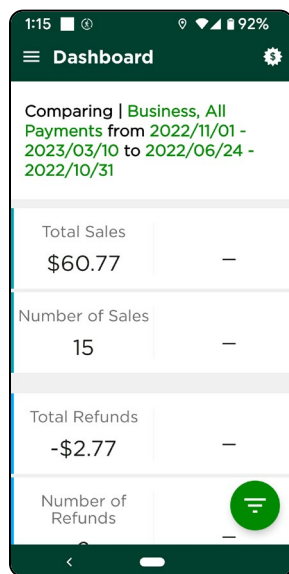 1:15 92%
Dashboard
Comparing | Business, All
Payments from 2022/11/01 -
2023/03/10 to 2022/06/24 -
2022/10/31
Total Sales
$60.77 –
Number of Sales
15 –
Total Refunds
-$2.77 –
Number of
Refunds
–